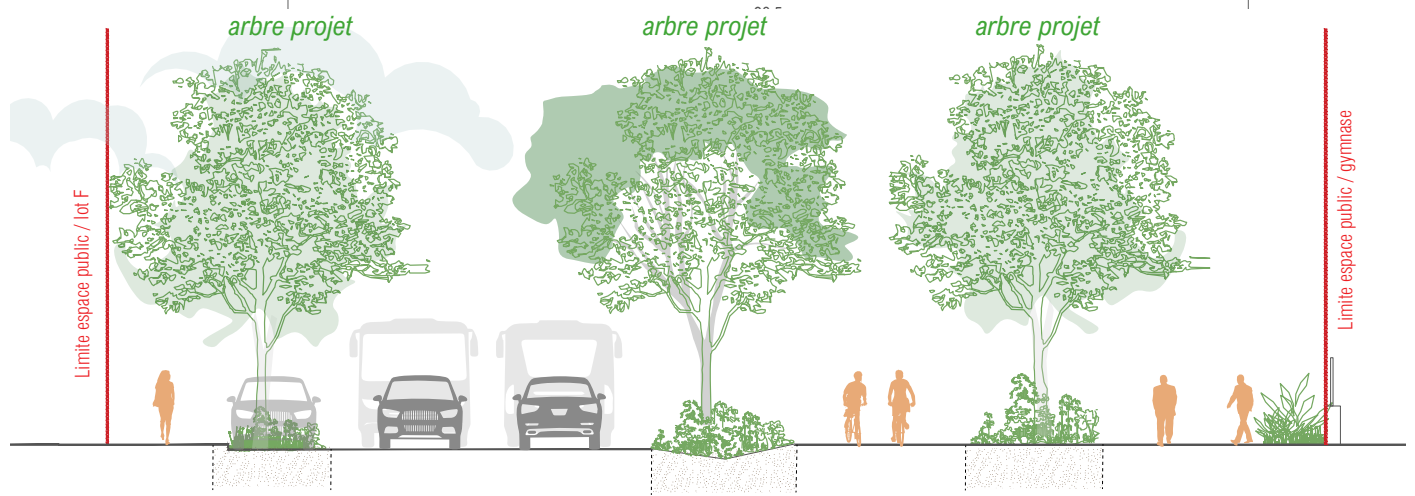 arbre projet
arbre projet
arbre projet
Limite espace public / lot F
Limite espace public / gymnase